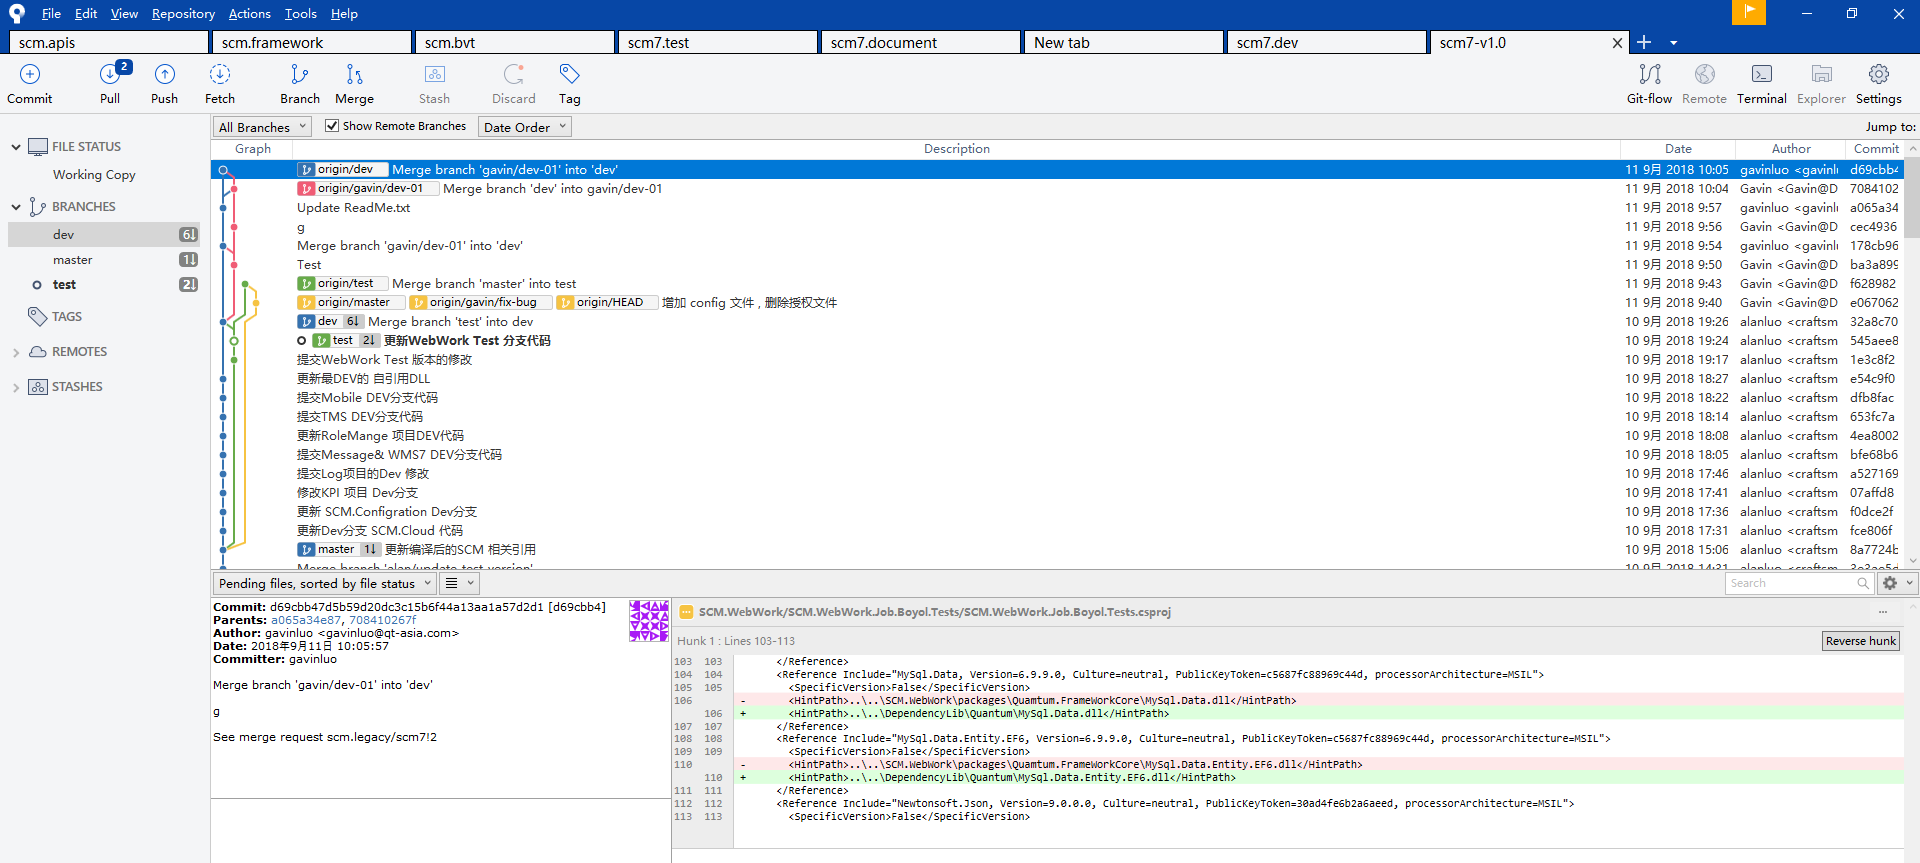 File Edit View Repository Actions Tools Help
scm.apis scm.framework scm.bvt scm7.test scm7.document New tab scm7.dev scm7-v1.0
2
Commit Pull Push Fetch Branch Merge Stash Discard Tag Git-flow Remote Terminal Explorer Settings
All Branches Show Remote Branches Date Order Jump to:
FILE STATUS
Working Copy
BRANCHES
dev 6↓
master 1↓
test 2↓
TAGS
REMOTES
STASHES
Graph Description Date Author Commit
origin/dev Merge branch 'gavin/dev-01' into 'dev' 11 9月 2018 10:05 gavinluo <gavinlu d69cbb4
origin/gavin/dev-01 Merge branch 'dev' into gavin/dev-01 11 9月 2018 10:04 Gavin <Gavin@D 7084102
Update ReadMe.txt 11 9月 2018 9:57 gavinluo <gavinlu a065a34
g 11 9月 2018 9:56 Gavin <Gavin@D cec4936
Merge branch 'gavin/dev-01' into 'dev' 11 9月 2018 9:54 gavinluo <gavinlu 178cb96
Test 11 9月 2018 9:50 Gavin <Gavin@D ba3a899
origin/test Merge branch 'master' into test 11 9月 2018 9:43 Gavin <Gavin@D f628982
origin/master origin/gavin/fix-bug origin/HEAD 增加 config 文件，删除授权文件 11 9月 2018 9:40 Gavin <Gavin@D e067062
dev 6↓ Merge branch 'test' into dev 10 9月 2018 19:26 alanluo <craftsm 32a8c70
test 2↓ 更新WebWork Test 分支代码 10 9月 2018 19:24 alanluo <craftsm 545aee8
提交WebWork Test 版本的修改 10 9月 2018 19:17 alanluo <craftsm 1e3c8f2
更新最DEV的 自引用DLL 10 9月 2018 18:27 alanluo <craftsm e54c9f0
提交Mobile DEV分支代码 10 9月 2018 18:22 alanluo <craftsm dfb8fac
提交TMS DEV分支代码 10 9月 2018 18:14 alanluo <craftsm 653fc7a
更新RoleMange 项目DEV代码 10 9月 2018 18:08 alanluo <craftsm 4ea8002
提交Message& WMS7 DEV分支代码 10 9月 2018 18:05 alanluo <craftsm bfe68b6
提交Log项目的Dev 修改 10 9月 2018 17:46 alanluo <craftsm a527169
修改KPI 项目 Dev分支 10 9月 2018 17:41 alanluo <craftsm 07affd8
更新 SCM.Configration Dev分支 10 9月 2018 17:36 alanluo <craftsm f0dce2f
更新Dev分支 SCM.Cloud 代码 10 9月 2018 17:31 alanluo <craftsm fce806f
master 1↓ 更新编译后的SCM 相关引用 10 9月 2018 15:06 alanluo <craftsm 8a7724b
Merge branch 'alan/update-test-version' 10 9月 2018 14:31 alanluo <craftsm
Pending files, sorted by file status Search
Commit: d69cbb47d5b59d20dc3c15b6f44a13aa1a57d2d1 [d69cbb4]
Parents: a065a34e87, 708410267f
Author: gavinluo <gavinluo@qt-asia.com>
Date: 2018年9月11日 10:05:57
Committer: gavinluo
Merge branch 'gavin/dev-01' into 'dev'
g
See merge request scm.legacy/scm7!2
SCM.WebWork/SCM.WebWork.Job.Boyol.Tests/SCM.WebWork.Job.Boyol.Tests.csproj
Hunk 1 : Lines 103-113 Reverse hunk
103 103 </Reference>
104 104 <Reference Include="MySql.Data, Version=6.9.9.0, Culture=neutral, PublicKeyToken=c5687fc88969c44d, processorArchitecture=MSIL">
105 105 <SpecificVersion>False</SpecificVersion>
106 - <HintPath>..\..\SCM.WebWork\packages\Quamtum.FrameWorkCore\MySql.Data.dll</HintPath>
106 + <HintPath>..\..\DependencyLib\Quantum\MySql.Data.dll</HintPath>
107 107 </Reference>
108 108 <Reference Include="MySql.Data.Entity.EF6, Version=6.9.9.0, Culture=neutral, PublicKeyToken=c5687fc88969c44d, processorArchitecture=MSIL">
109 109 <SpecificVersion>False</SpecificVersion>
110 - <HintPath>..\..\SCM.WebWork\packages\Quamtum.FrameWorkCore\MySql.Data.Entity.EF6.dll</HintPath>
110 + <HintPath>..\..\DependencyLib\Quantum\MySql.Data.Entity.EF6.dll</HintPath>
111 111 </Reference>
112 112 <Reference Include="Newtonsoft.Json, Version=9.0.0.0, Culture=neutral, PublicKeyToken=30ad4fe6b2a6aeed, processorArchitecture=MSIL">
113 113 <SpecificVersion>False</SpecificVersion>